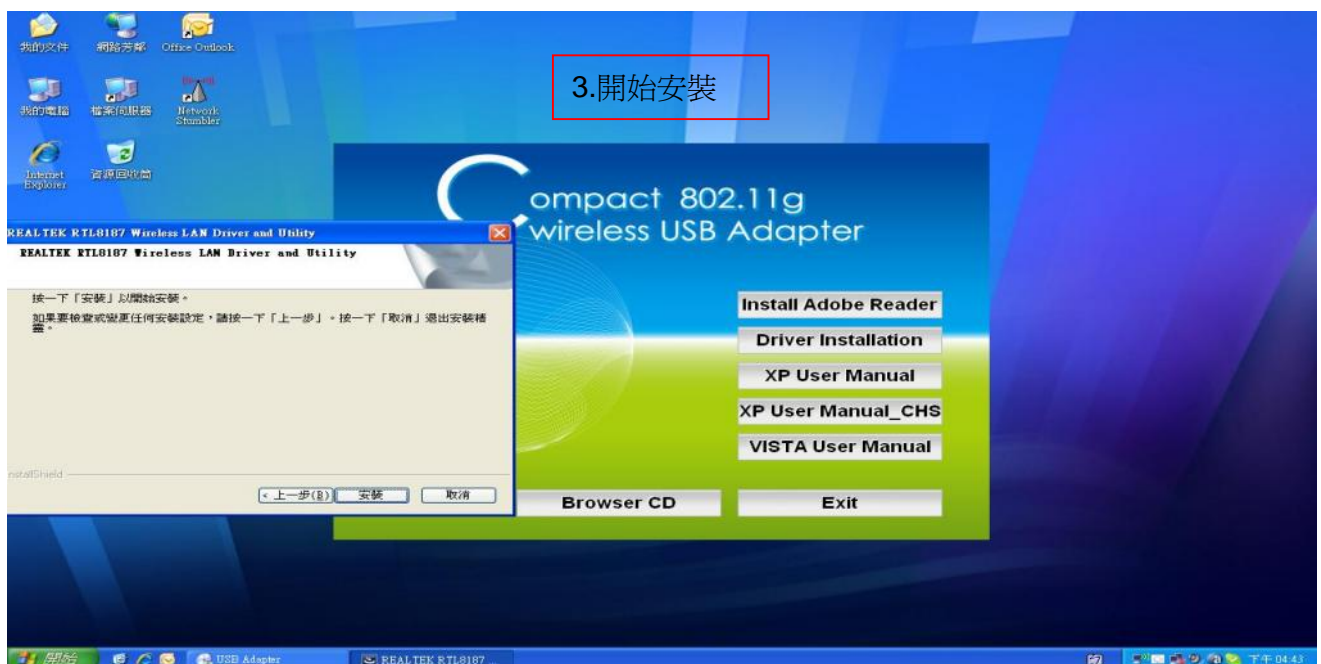 我的文件
網路芳鄰
Office Outlook
我的電腦
檔案伺服器
Network
Stumbler
Internet
Explorer
資源回收筒
3.開始安裝
Compact 802.11g
wireless USB Adapter
Install Adobe Reader
Driver Installation
XP User Manual
XP User Manual_CHS
VISTA User Manual
Browser CD
Exit
REALTEK RTL8187 Wireless LAN Driver and Utility
REALTEK RTL8187 Wireless LAN Driver and Utility
按一下「安裝」以開始安裝。
如果要檢查或變更任何安裝設定，請按一下「上一步」。按一下「取消」退出安裝精
靈。
InstallShield
< 上一步(B)
安裝
取消
開始
USB Adapter
REALTEK RTL8187 ...
下午 04:43